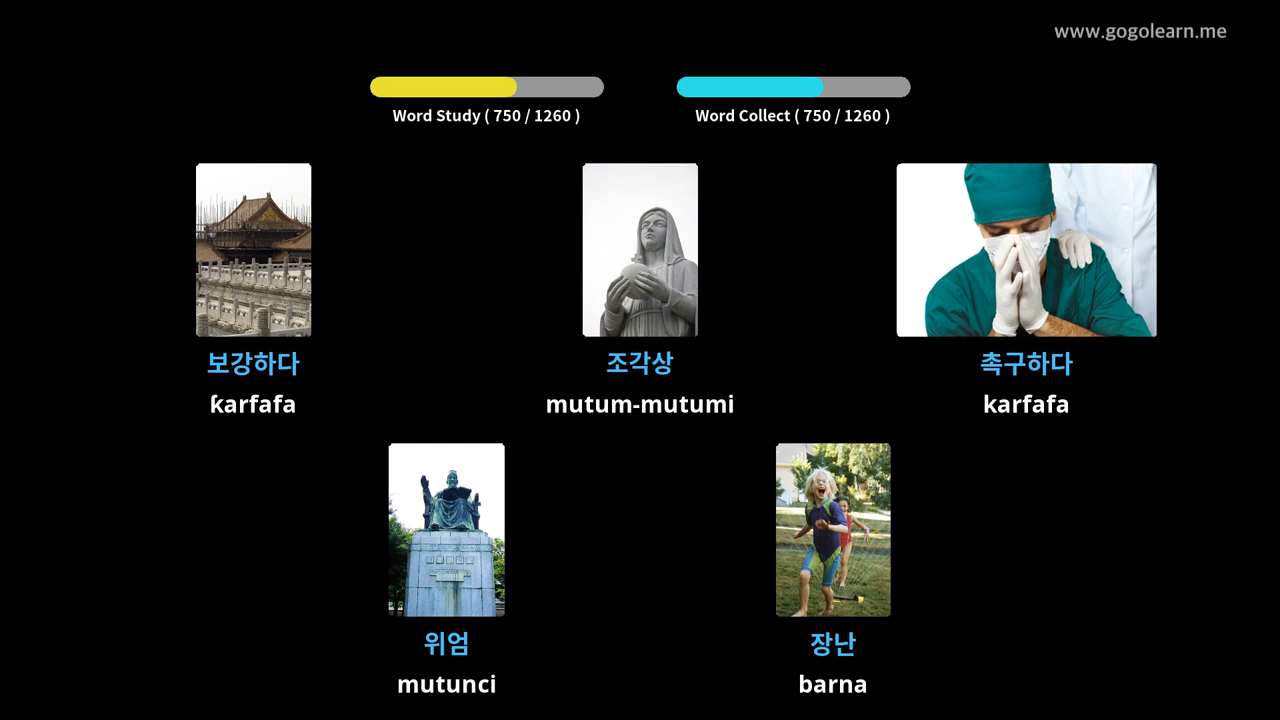 www.gogolearn.me
Word Study ( 750 / 1260 )
Word Collect ( 750 / 1260 )
보강하다
조각상
촉구하다
ƙarfafa
mutum-mutumi
karfafa
위엄
장난
mutunci
barna